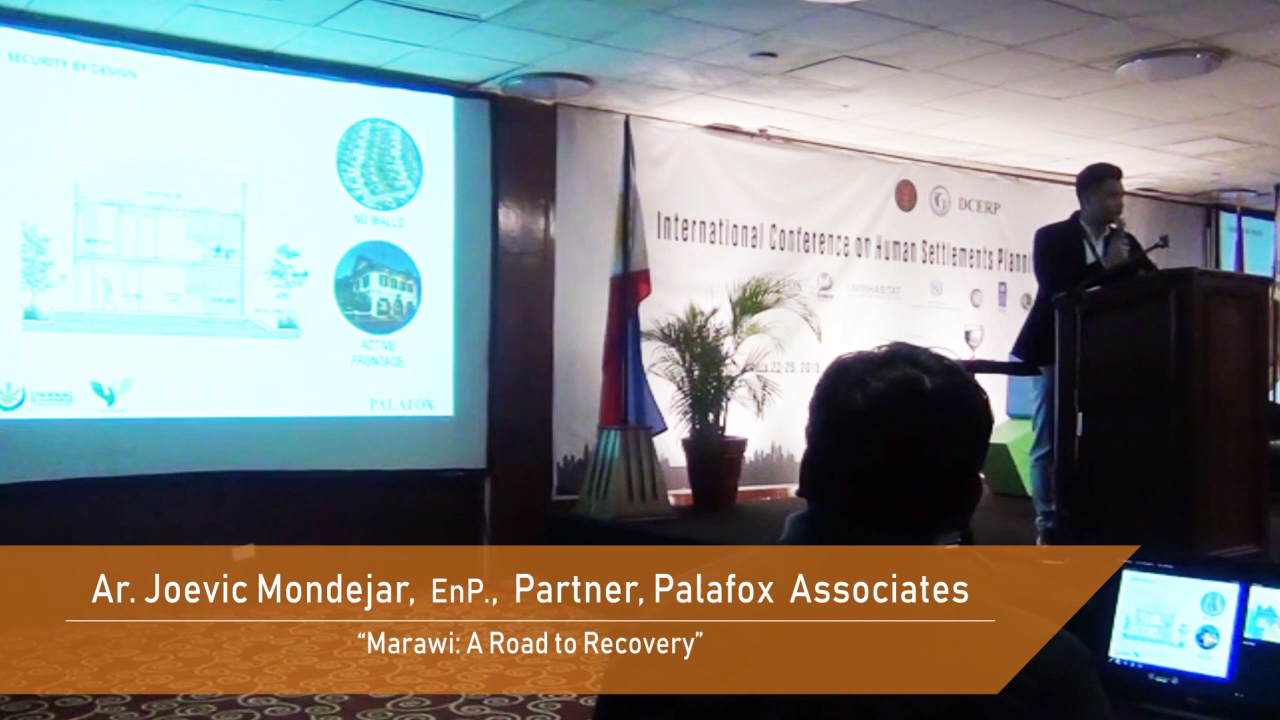 SECURITY BY DESIGN
NO WALLS
ACTIVE
FRONTAGE
PALAFOX
DCERP
International Conference on Human Settlements Planni
UN HABITAT
Ar. Joevic Mondejar, EnP., Partner, Palafox Associates
“Marawi: A Road to Recovery”